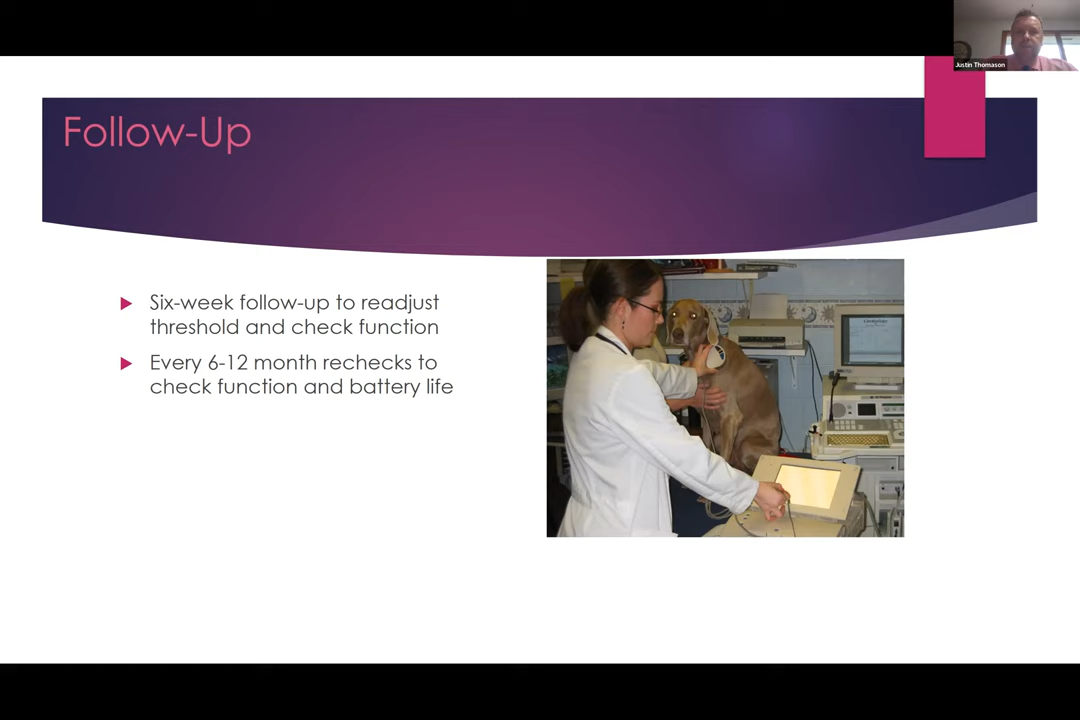 Justin Thomason
Follow-Up
Six-week follow-up to readjust
threshold and check function
Every 6-12 month rechecks to
check function and battery life